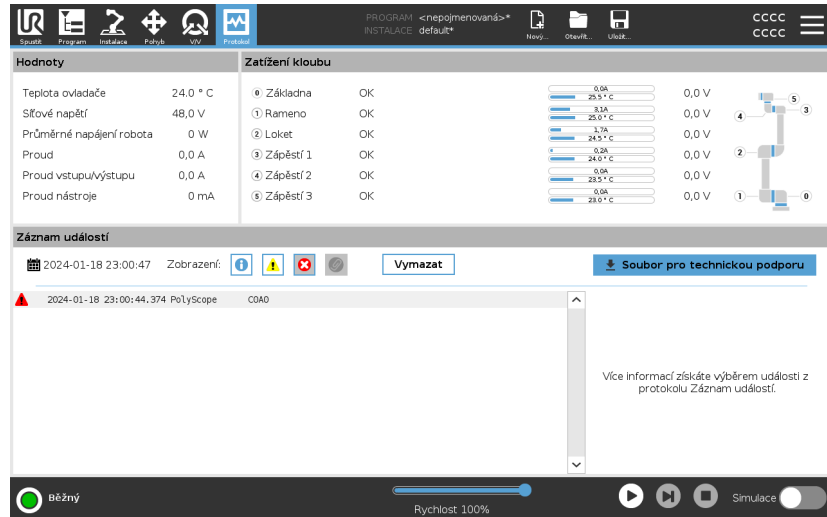 PROGRAM <nepojmenovaná>*
INSTALACE default*
CCCC
CCCC
Spustit Program Instalace Pohyb V/V Protokol Nový... Otevřít... Uložit...
Hodnoty
Zatížení kloubu
Teplota ovladače 24.0 ° C
Síťové napětí 48,0 V
Průměrné napájení robota 0 W
Proud 0,0 A
Proud vstupu/výstupu 0,0 A
Proud nástroje 0 mA
0 Základna OK 0,0A 25.5 ° C 0,0 V
1 Rameno OK 3,1A 25.0 ° C 0,0 V
2 Loket OK 1,7A 24.5 ° C 0,0 V
3 Zápěstí 1 OK 0,2A 24.0 ° C 0,0 V
4 Zápěstí 2 OK 0,0A 23.5 ° C 0,0 V
5 Zápěstí 3 OK 0,0A 23.0 ° C 0,0 V
5
3
4
2
1 0
Záznam událostí
2024-01-18 23:00:47 Zobrazení: Vymazat Soubor pro technickou podporu
2024-01-18 23:00:44.374 PolyScope C0A0
Více informací získáte výběrem události z
protokolu Záznam událostí.
Běžný
Rychlost 100%
Simulace